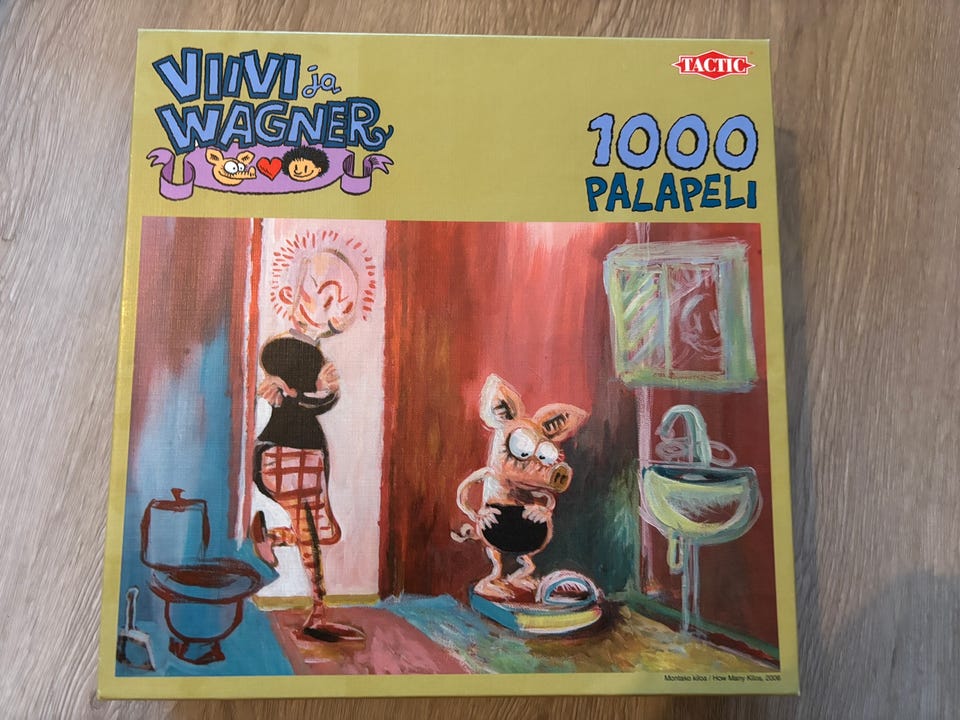 VIIVI ja
WAGNER
TACTIC
1000
PALAPELI
Montako kiloa / How Many Kilos, 2006